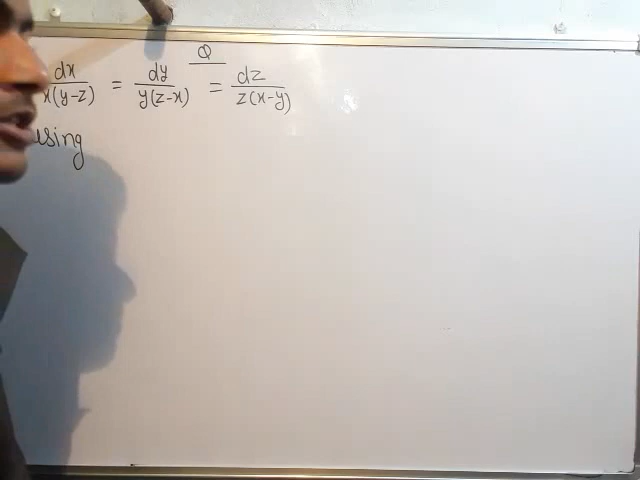 Q
dx/x(y-z) = dy/y(z-x) = dz/z(x-y)
using